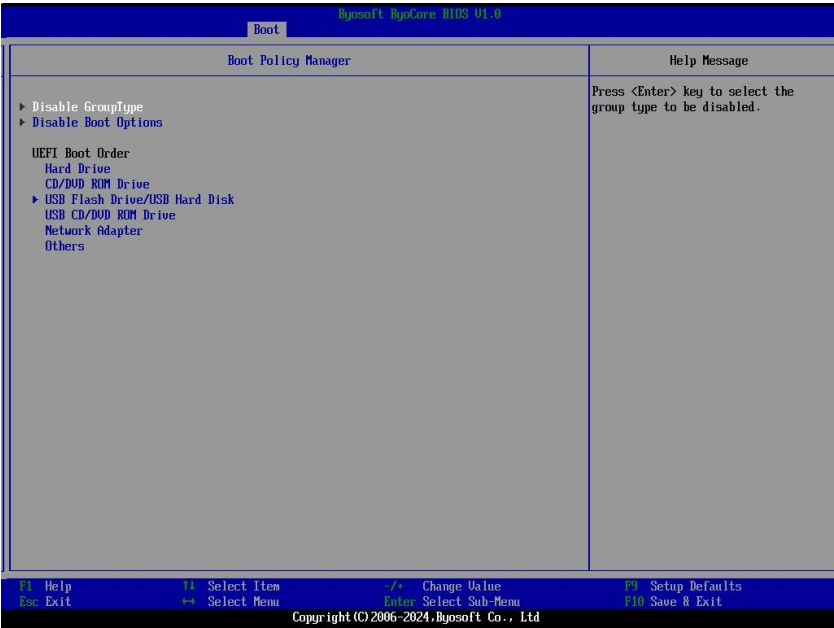 Byosoft ByoCore BIOS V1.0
Boot
Boot Policy Manager
Help Message
Disable GroupType
Disable Boot Options
UEFI Boot Order
Hard Drive
CD/DVD ROM Drive
USB Flash Drive/USB Hard Disk
USB CD/DVD ROM Drive
Network Adapter
Others
Press <Enter> key to select the
group type to be disabled.
F1 Help ↑↓ Select Item -/+ Change Value F9 Setup Defaults
Esc Exit ↔ Select Menu Enter Select Sub-Menu F10 Save & Exit
Copyright(C)2006-2024,Byosoft Co., Ltd